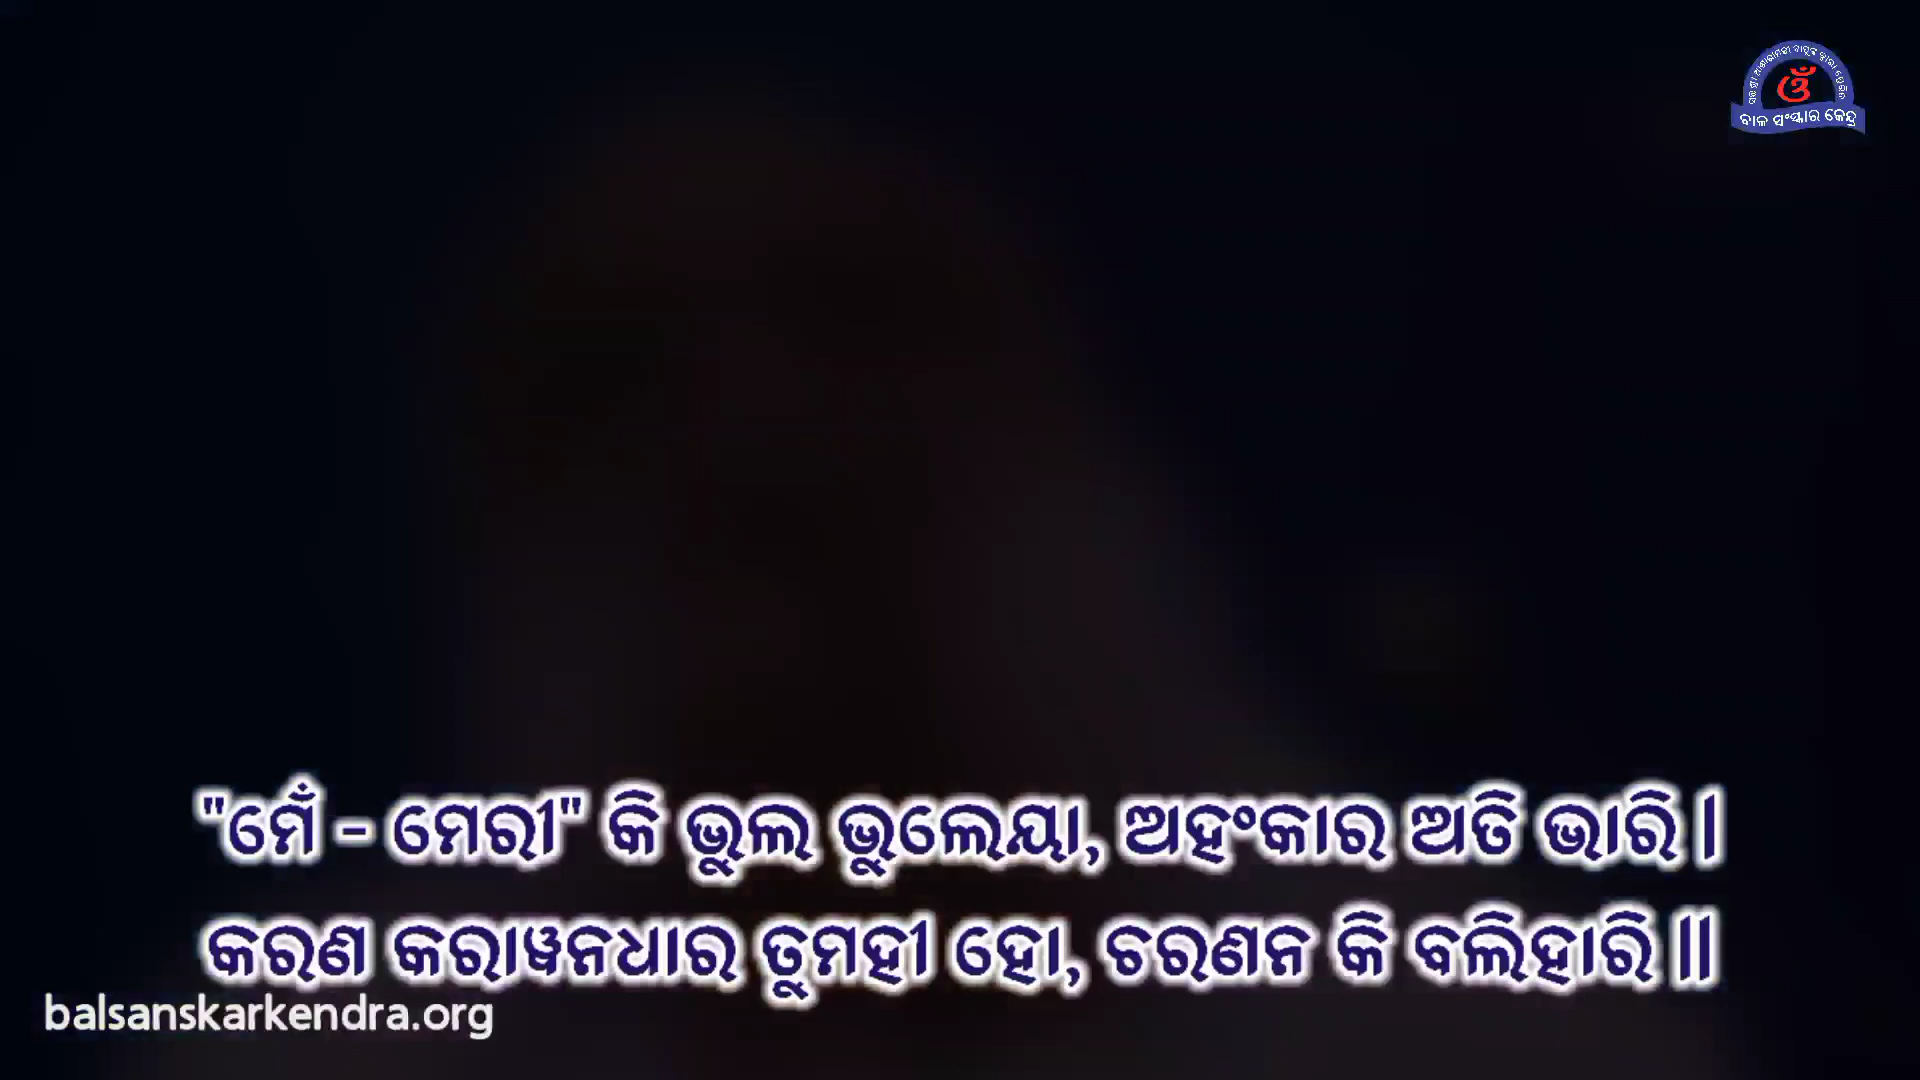 ଓଁ
ବାଳ ସଂସ୍କାର କେନ୍ଦ୍ର
"ମେଁ - ମେରୀ" କି ଭୁଲ ଭୁଲେୟା, ଅହଂକାର ଅତି ଭାରି |
କରଣ କରାୱନଧାର ତୁମହୀ ହୋ, ଚରଣନ କି ବଲିହାରି ||
balsanskarkendra.org